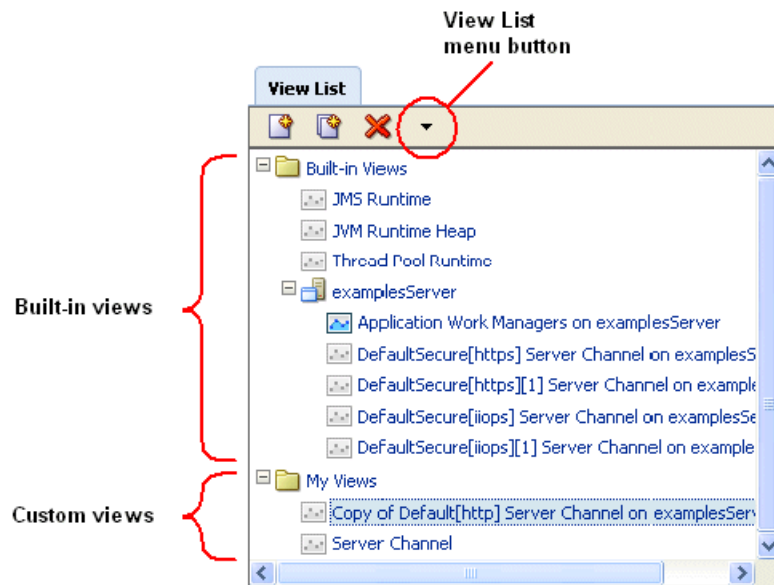 View List
menu button
View List
Built-in Views
JMS Runtime
JVM Runtime Heap
Thread Pool Runtime
examplesServer
Built-in views
Application Work Managers on examplesServer
DefaultSecure[https] Server Channel on examplesS
DefaultSecure[https][1] Server Channel on example
DefaultSecure[iiops] Server Channel on examplesSe
DefaultSecure[iiops][1] Server Channel on example
My Views
Custom views
Copy of Default[http] Server Channel on examplesServ
Server Channel